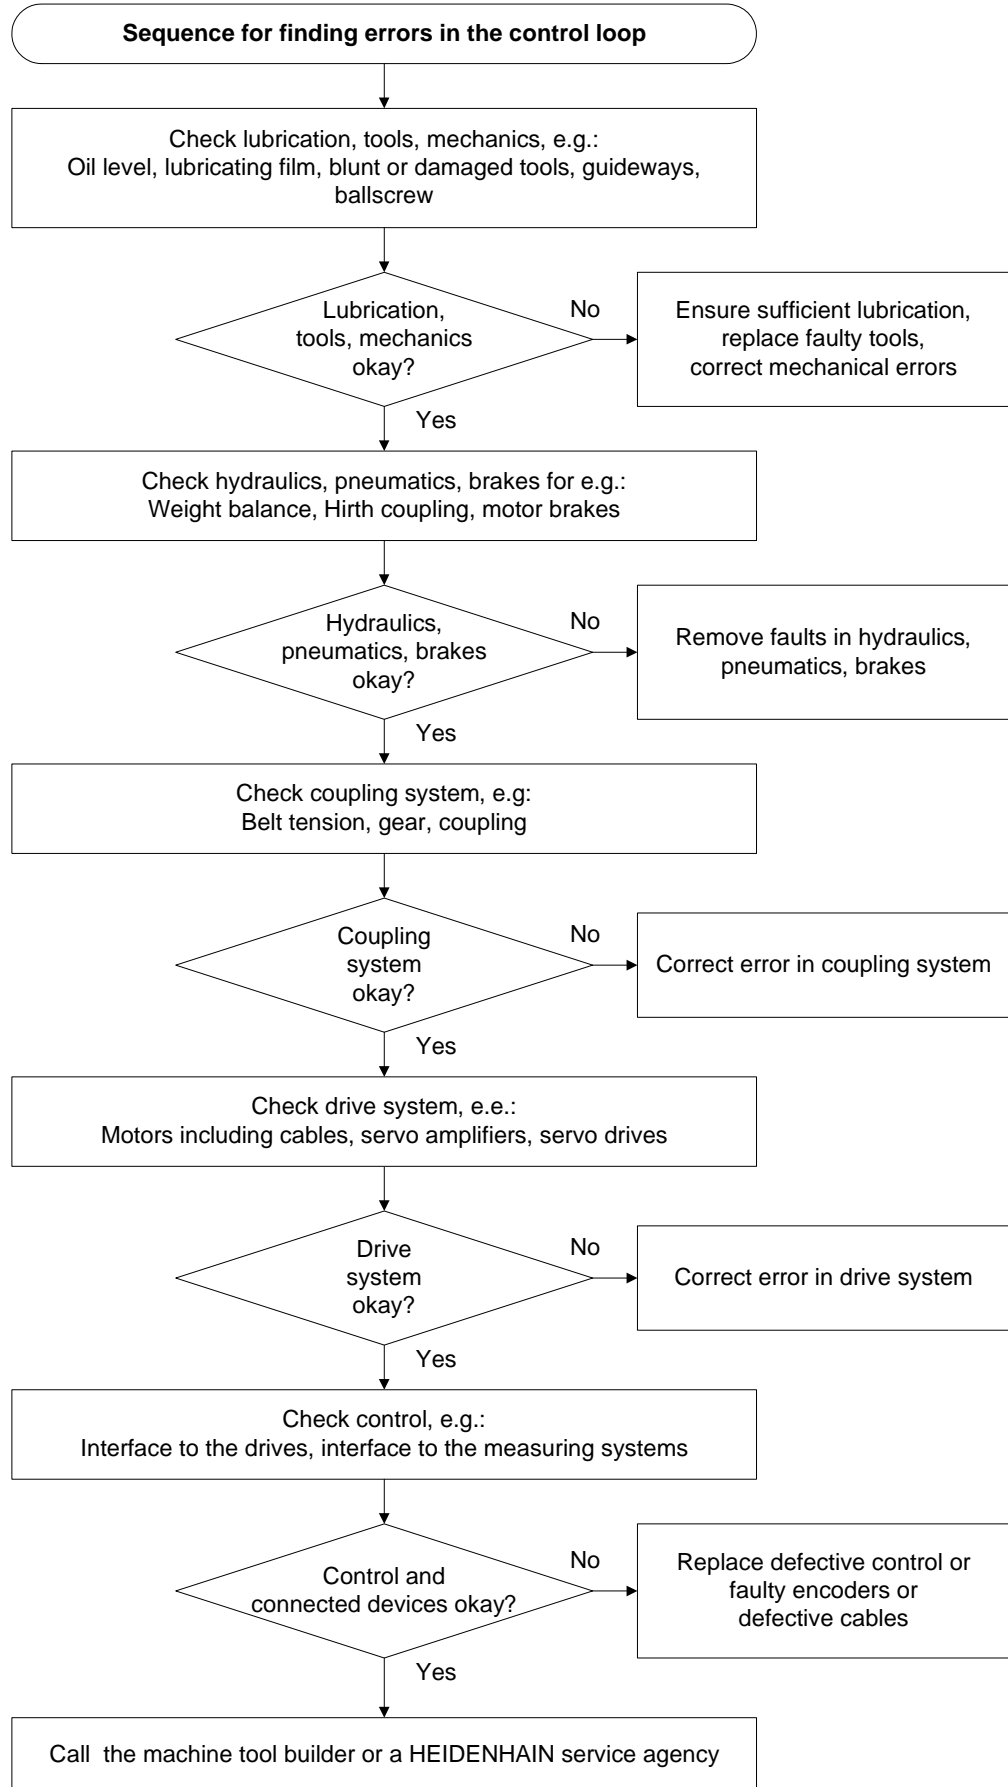 Sequence for finding errors in the control loop
Check lubrication, tools, mechanics, e.g.:
Oil level, lubricating film, blunt or damaged tools, guideways,
ballscrew
Lubrication,
tools, mechanics
okay?
No
Ensure sufficient lubrication,
replace faulty tools,
correct mechanical errors
Yes
Check hydraulics, pneumatics, brakes for e.g.:
Weight balance, Hirth coupling, motor brakes
Hydraulics,
pneumatics, brakes
okay?
No
Remove faults in hydraulics,
pneumatics, brakes
Yes
Check coupling system, e.g:
Belt tension, gear, coupling
Coupling
system
okay?
No
Correct error in coupling system
Yes
Check drive system, e.e.:
Motors including cables, servo amplifiers, servo drives
Drive
system
okay?
No
Correct error in drive system
Yes
Check control, e.g.:
Interface to the drives, interface to the measuring systems
Control and
connected devices okay?
No
Replace defective control or
faulty encoders or
defective cables
Yes
Call  the machine tool builder or a HEIDENHAIN service agency